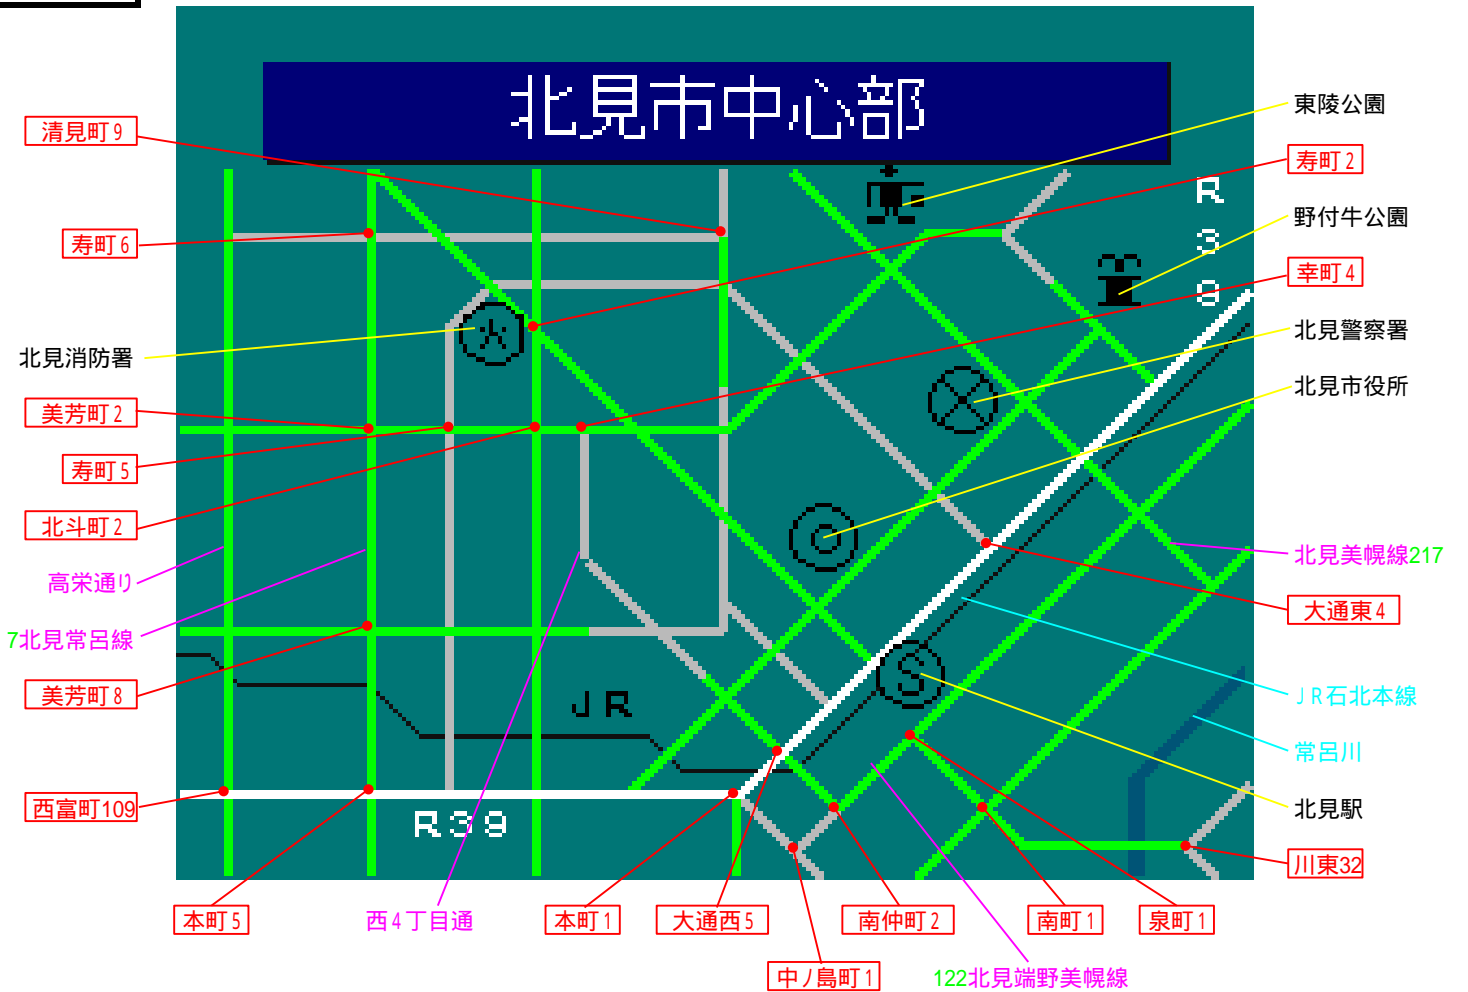 北見市中心部
東陵公園
清見町9
寿町2
R
野付牛公園
寿町6
3
幸町4
9
北見警察署
火
北見消防署
北見市役所
美芳町2
寿町5
北斗町2
北見美幌線217
高栄通り
大通東4
7北見常呂線
S
美芳町8
JR
JR石北本線
常呂川
西富町109
R39
北見駅
川東32
本町5
西4丁目通
本町1
大通西5
南仲町2
南町1
泉町1
中ノ島町1
122北見端野美幌線